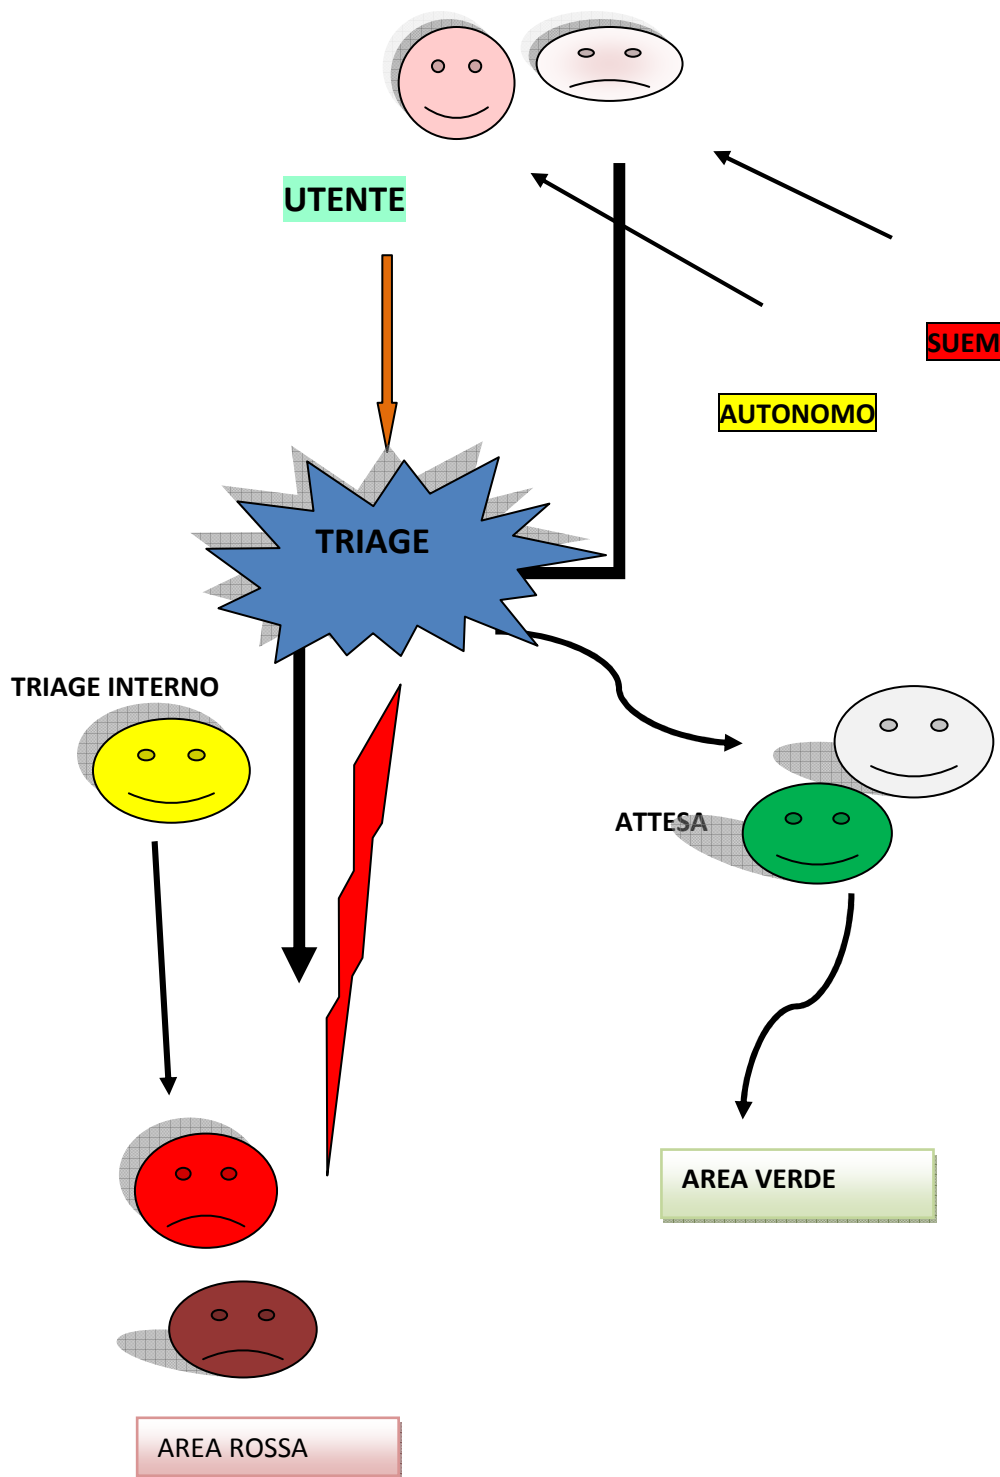 UTENTE
SUEM
AUTONOMO
TRIAGE
TRIAGE INTERNO
ATTESA
AREA VERDE
AREA ROSSA